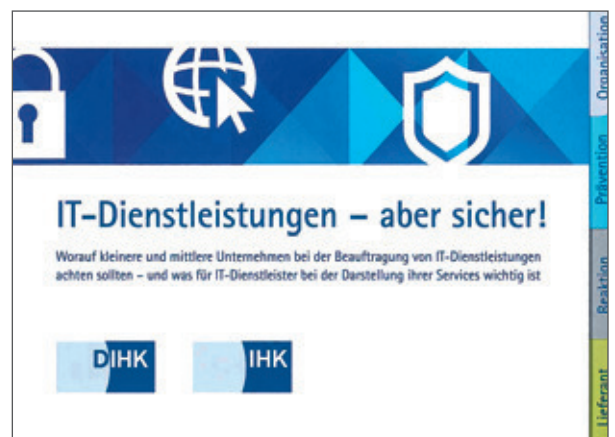 IT-Dienstleistungen – aber sicher!
Worauf kleinere und mittlere Unternehmen bei der Beauftragung von IT-Dienstleistungen
achten sollten – und was für IT-Dienstleister bei der Darstellung ihrer Services wichtig ist
DIHK
IHK
Organisation
Prävention
Reaktion
Lieferant